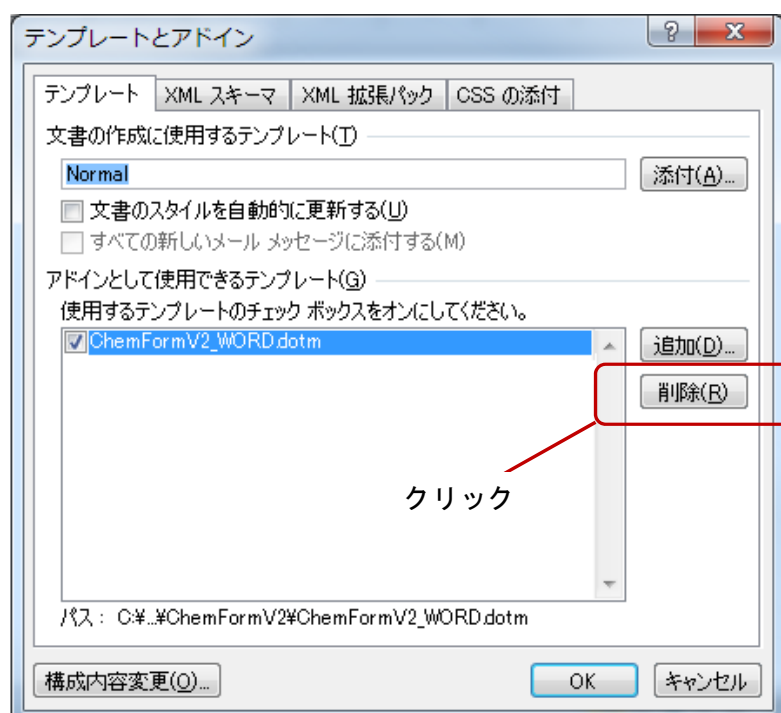 テンプレートとアドイン
テンプレート XML スキーマ XML 拡張パック CSS の添付
文書の作成に使用するテンプレート(T)
Normal 添付(A)...
文書のスタイルを自動的に更新する(U)
すべての新しいメール メッセージに添付する(M)
アドインとして使用できるテンプレート(G)
使用するテンプレートのチェック ボックスをオンにしてください。
ChemFormV2_WORD.dotm 追加(D)...
削除(R)
クリック
パス： C:¥...¥ChemFormV2¥ChemFormV2_WORD.dotm
構成内容変更(O)... OK キャンセル